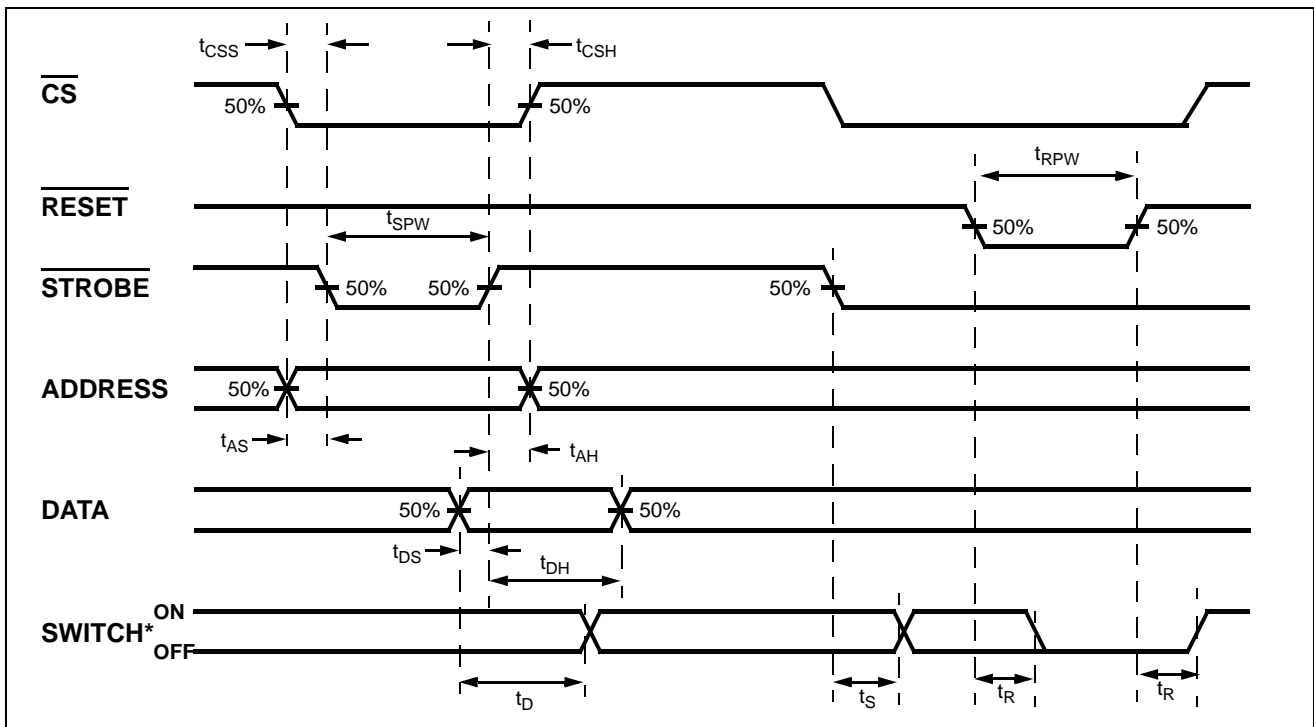 tCSS tCSH
CS 50% 50%
tRPW
RESET 50% 50%
tSPW
STROBE 50% 50% 50%
ADDRESS 50% 50%
tAS tAH
DATA 50% 50%
tDS tDH
SWITCH* ON
OFF
tD tS tR tR